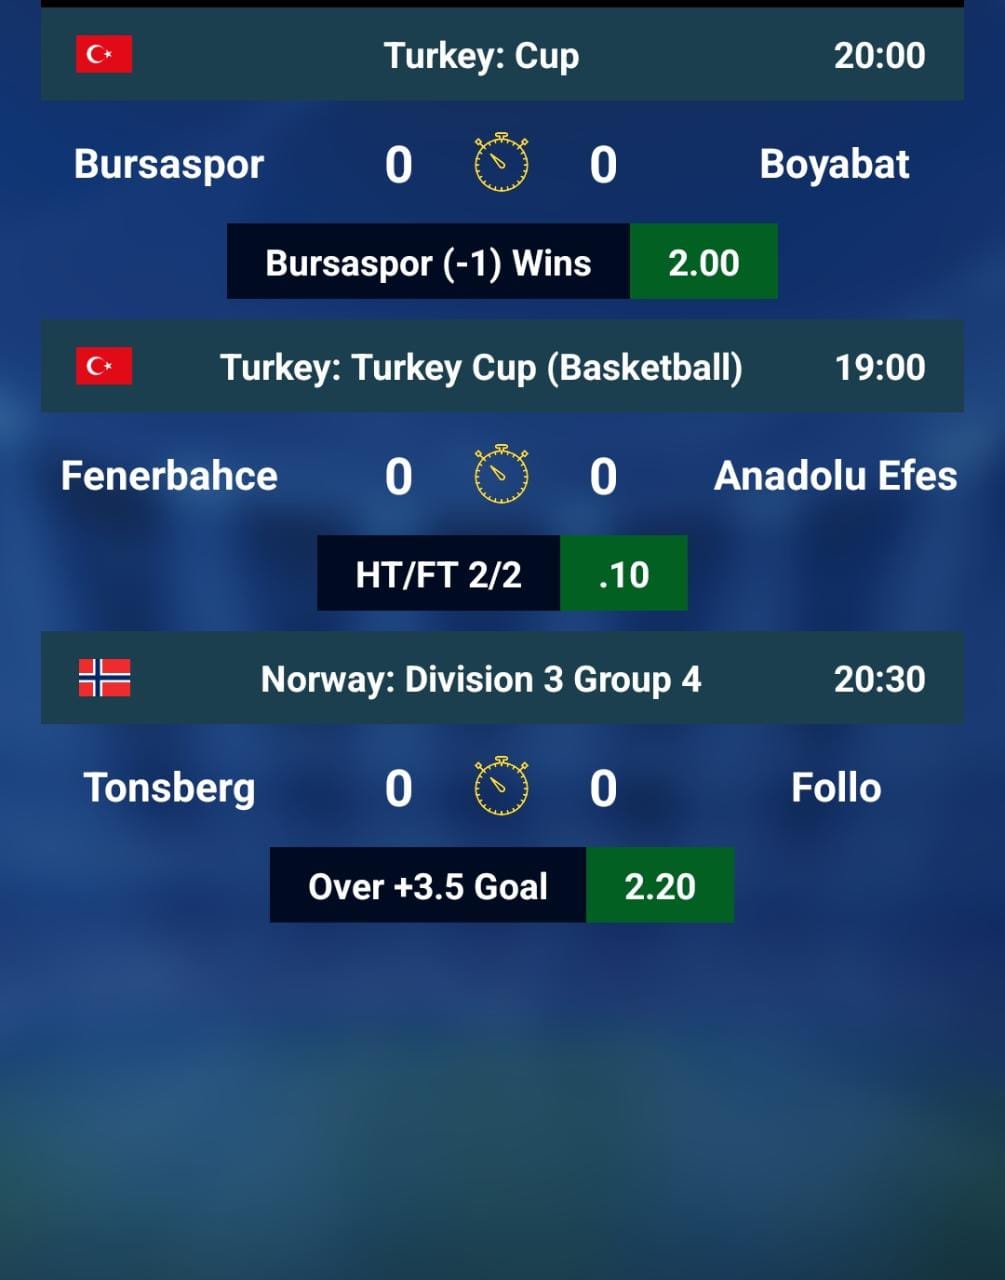 Turkey: Cup 20:00
Bursaspor 0 0 Boyabat
Bursaspor (-1) Wins 2.00
Turkey: Turkey Cup (Basketball) 19:00
Fenerbahce 0 0 Anadolu Efes
HT/FT 2/2 .10
Norway: Division 3 Group 4 20:30
Tonsberg 0 0 Follo
Over +3.5 Goal 2.20